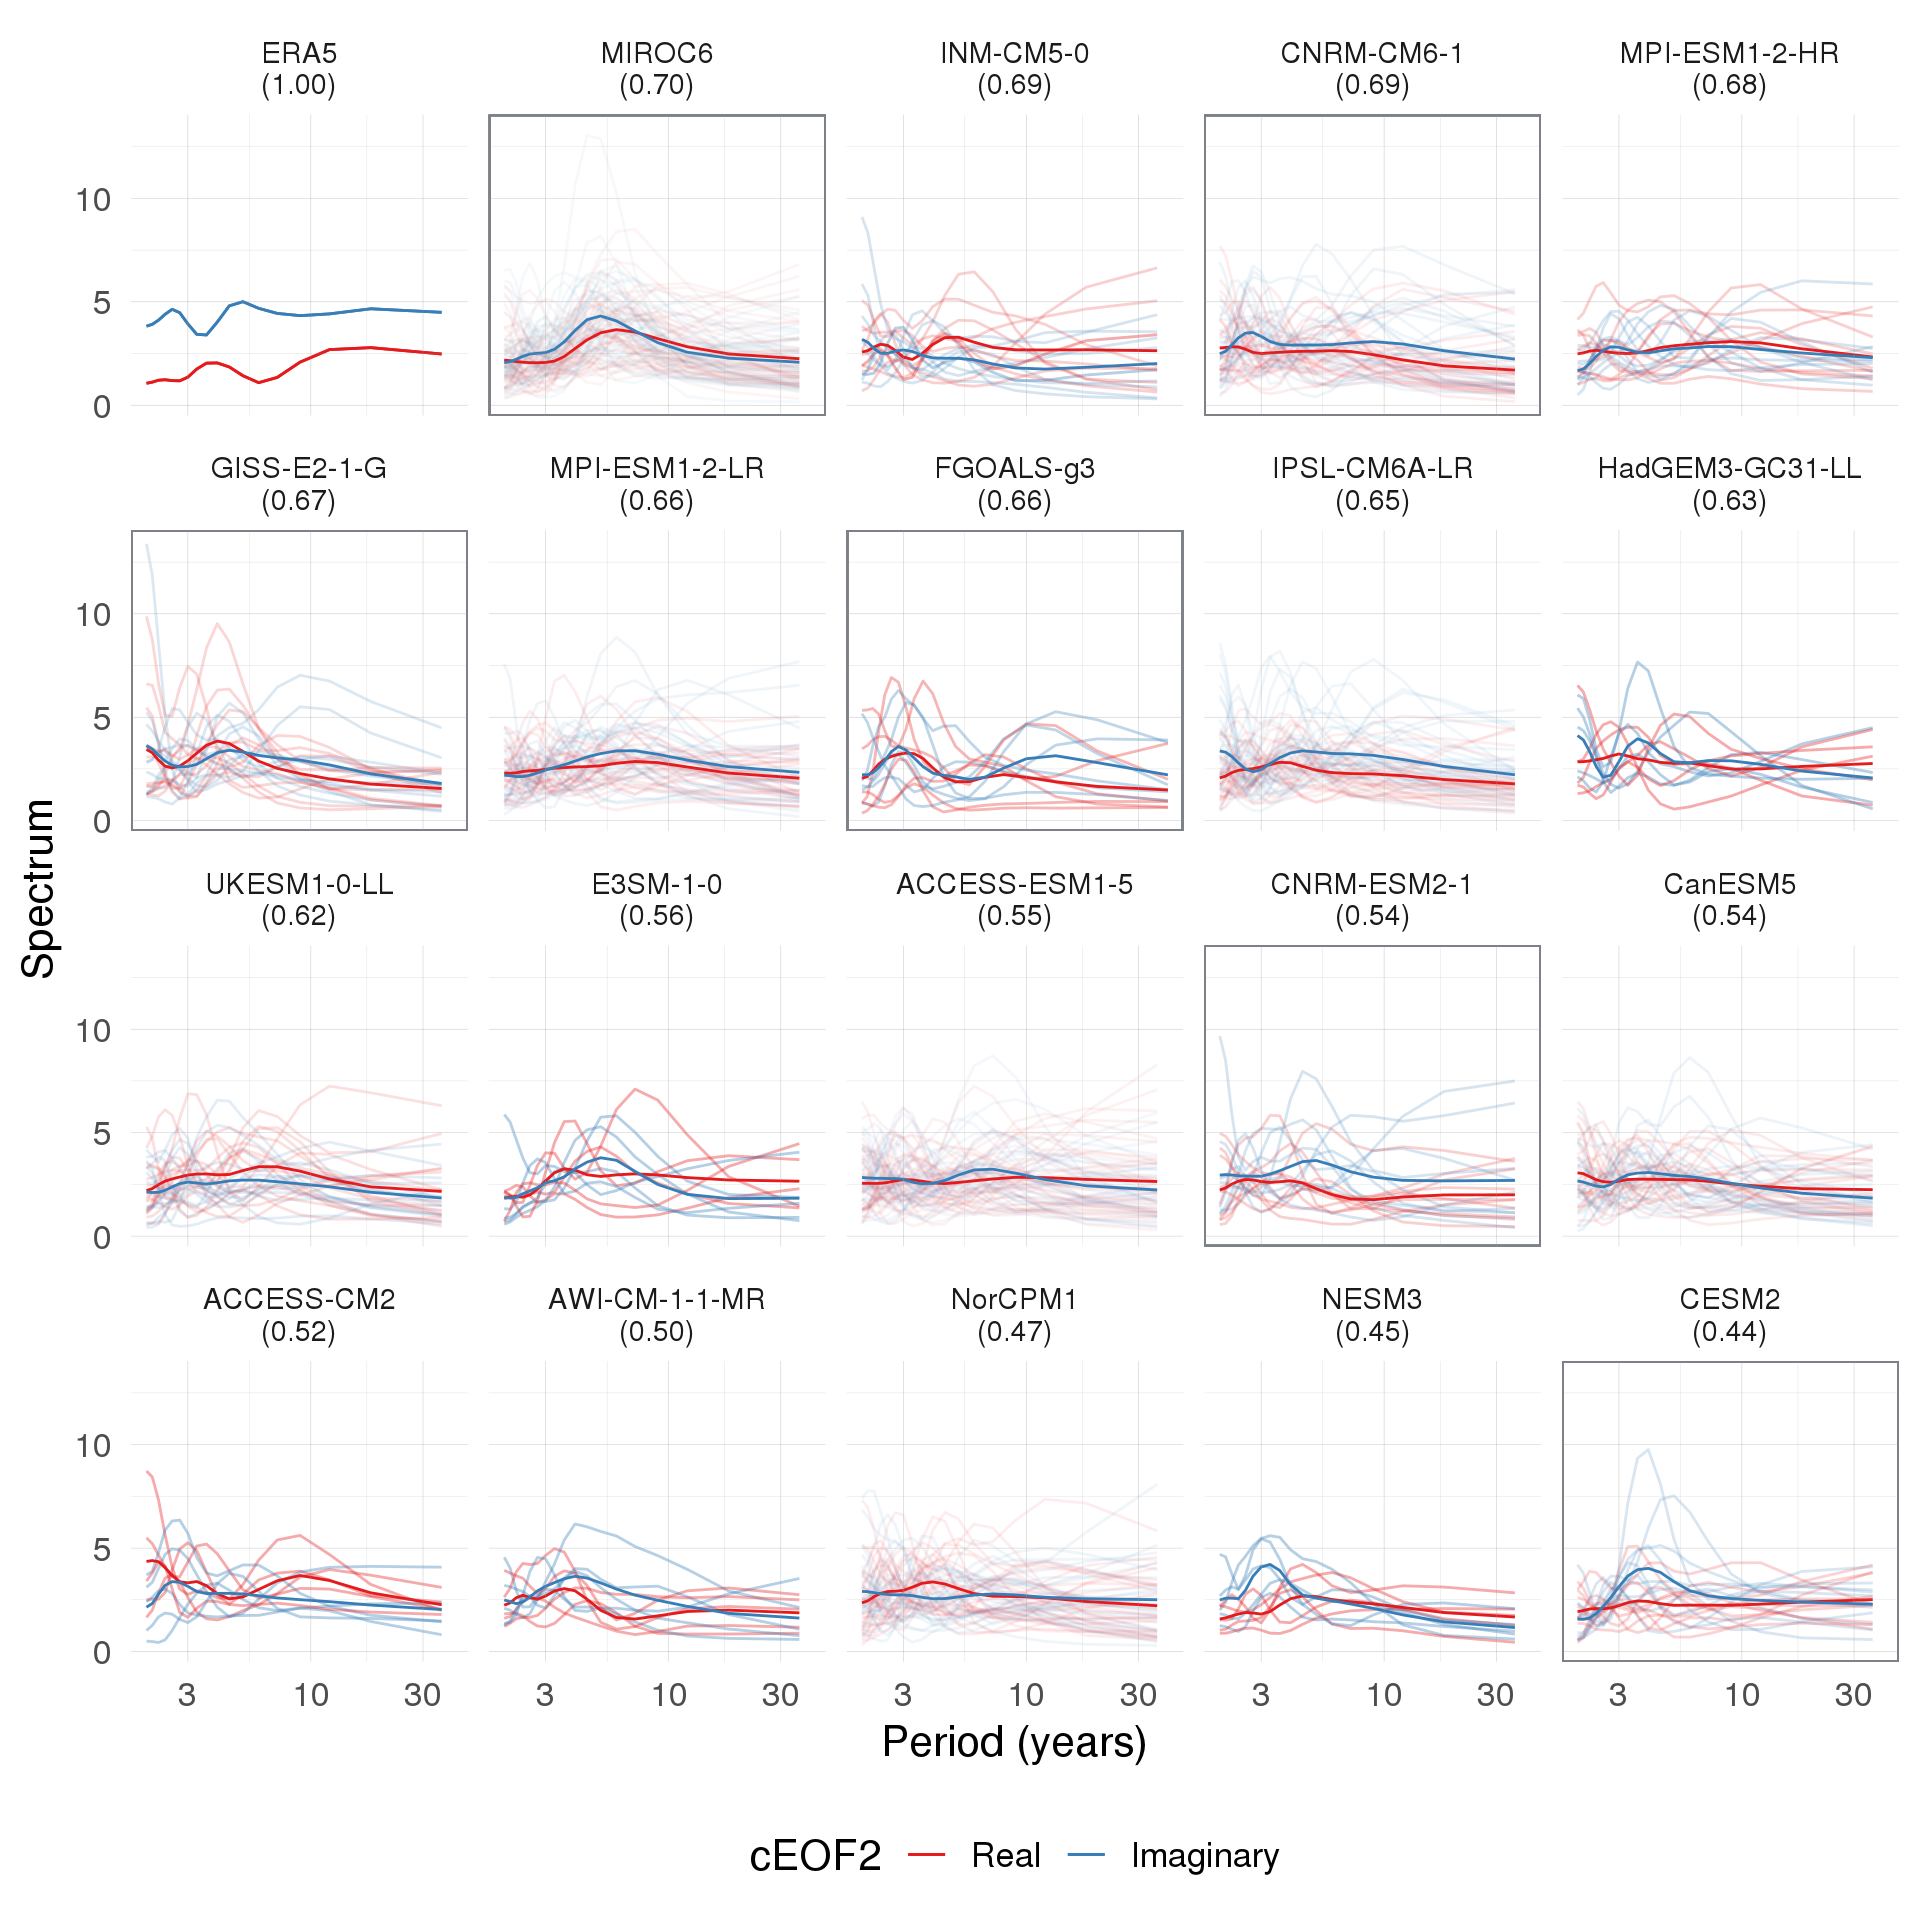 ERA5 MIROC6 INM-CM5-0 CNRM-CM6-1 MPI-ESM1-2-HR
(1.00) (0.70) (0.69) (0.69) (0.68)
10
5
0
GISS-E2-1-G MPI-ESM1-2-LR FGOALS-g3 IPSL-CM6A-LR HadGEM3-GC31-LL
(0.67) (0.66) (0.66) (0.65) (0.63)
10
5
0
Spectrum
UKESM1-0-LL E3SM-1-0 ACCESS-ESM1-5 CNRM-ESM2-1 CanESM5
(0.62) (0.56) (0.55) (0.54) (0.54)
10
5
0
ACCESS-CM2 AWI-CM-1-1-MR NorCPM1 NESM3 CESM2
(0.52) (0.50) (0.47) (0.45) (0.44)
10
5
0
3 10 30 3 10 30 3 10 30 3 10 30 3 10 30
Period (years)
cEOF2 Real Imaginary